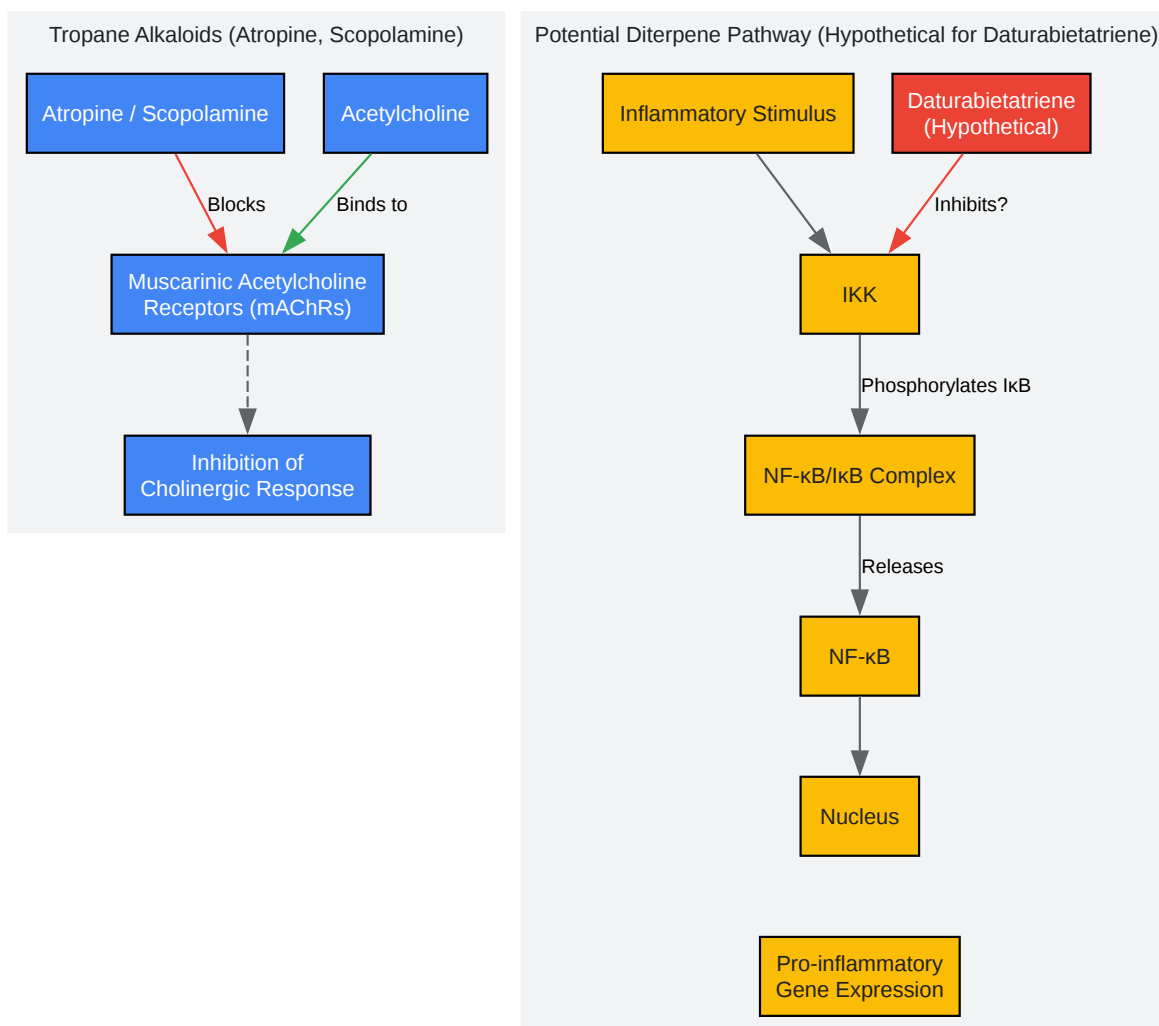 Tropane Alkaloids (Atropine, Scopolamine)
Atropine / Scopolamine
Acetylcholine
Blocks
Binds to
Muscarinic Acetylcholine
Receptors (mAChRs)
Inhibition of
Cholinergic Response
Potential Diterpene Pathway (Hypothetical for Daturabietatriene)
Inflammatory Stimulus
Daturabietatriene
(Hypothetical)
Inhibits?
IKK
Phosphorylates IκB
NF-κB/IκB Complex
Releases
NF-κB
Nucleus
Pro-inflammatory
Gene Expression